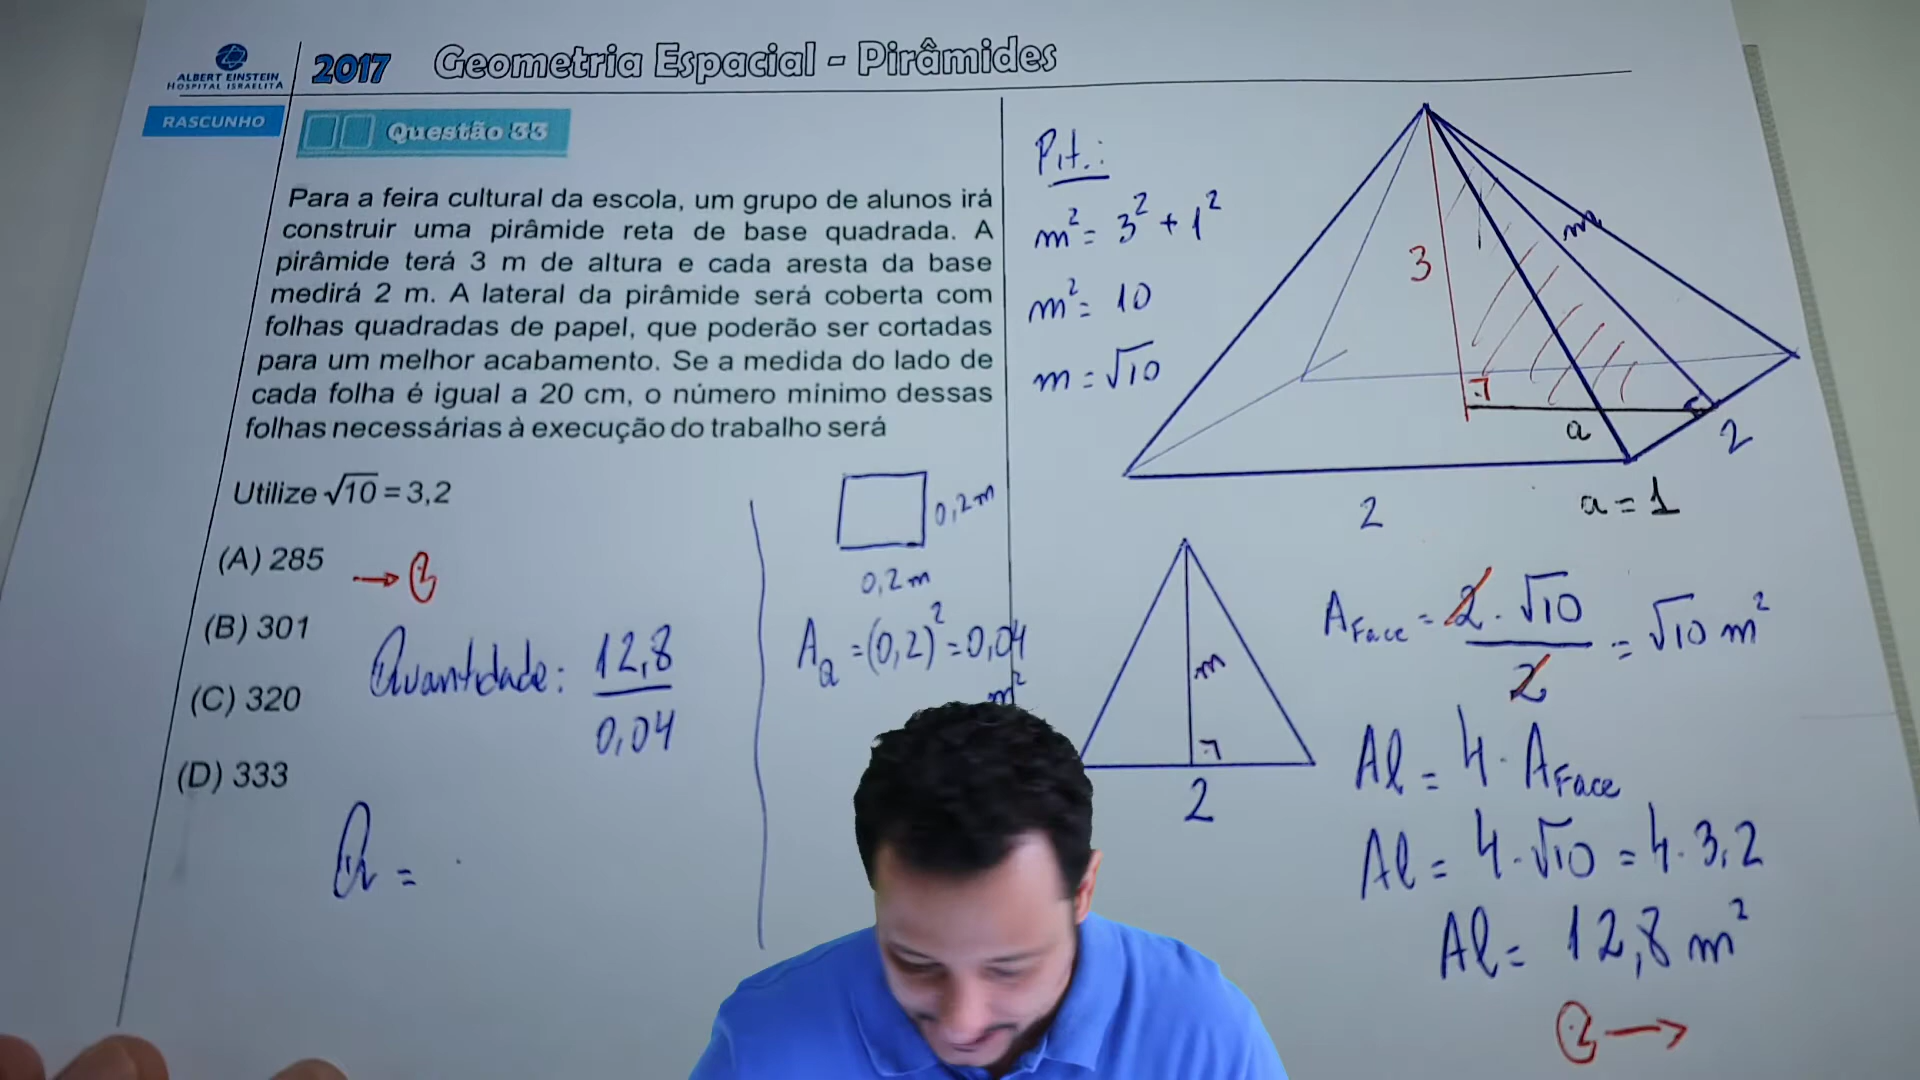 ALBERT EINSTEIN
HOSPITAL ISRAELITA
2017
Geometria Espacial - Pirâmides
RASCUNHO
Questão 33
Para a feira cultural da escola, um grupo de alunos irá
construir uma pirâmide reta de base quadrada. A
pirâmide terá 3 m de altura e cada aresta da base
medirá 2 m. A lateral da pirâmide será coberta com
folhas quadradas de papel, que poderão ser cortadas
para um melhor acabamento. Se a medida do lado de
cada folha é igual a 20 cm, o número mínimo dessas
folhas necessárias à execução do trabalho será
Utilize √10 = 3,2
(A) 285
(B) 301
(C) 320
(D) 333
Quantidade: 12,8
0,04
Q =
0,2 m
0,2 m
A_Q = (0,2)² = 0,04
m²
Pit.:
m² = 3² + 1²
m² = 10
m = √10
3
m
a
2
2
a = 1
m
2
A_Face = 2 · √10 / 2 = √10 m²
Al = 4 · A_Face
Al = 4 · √10 = 4 · 3,2
Al = 12,8 m²